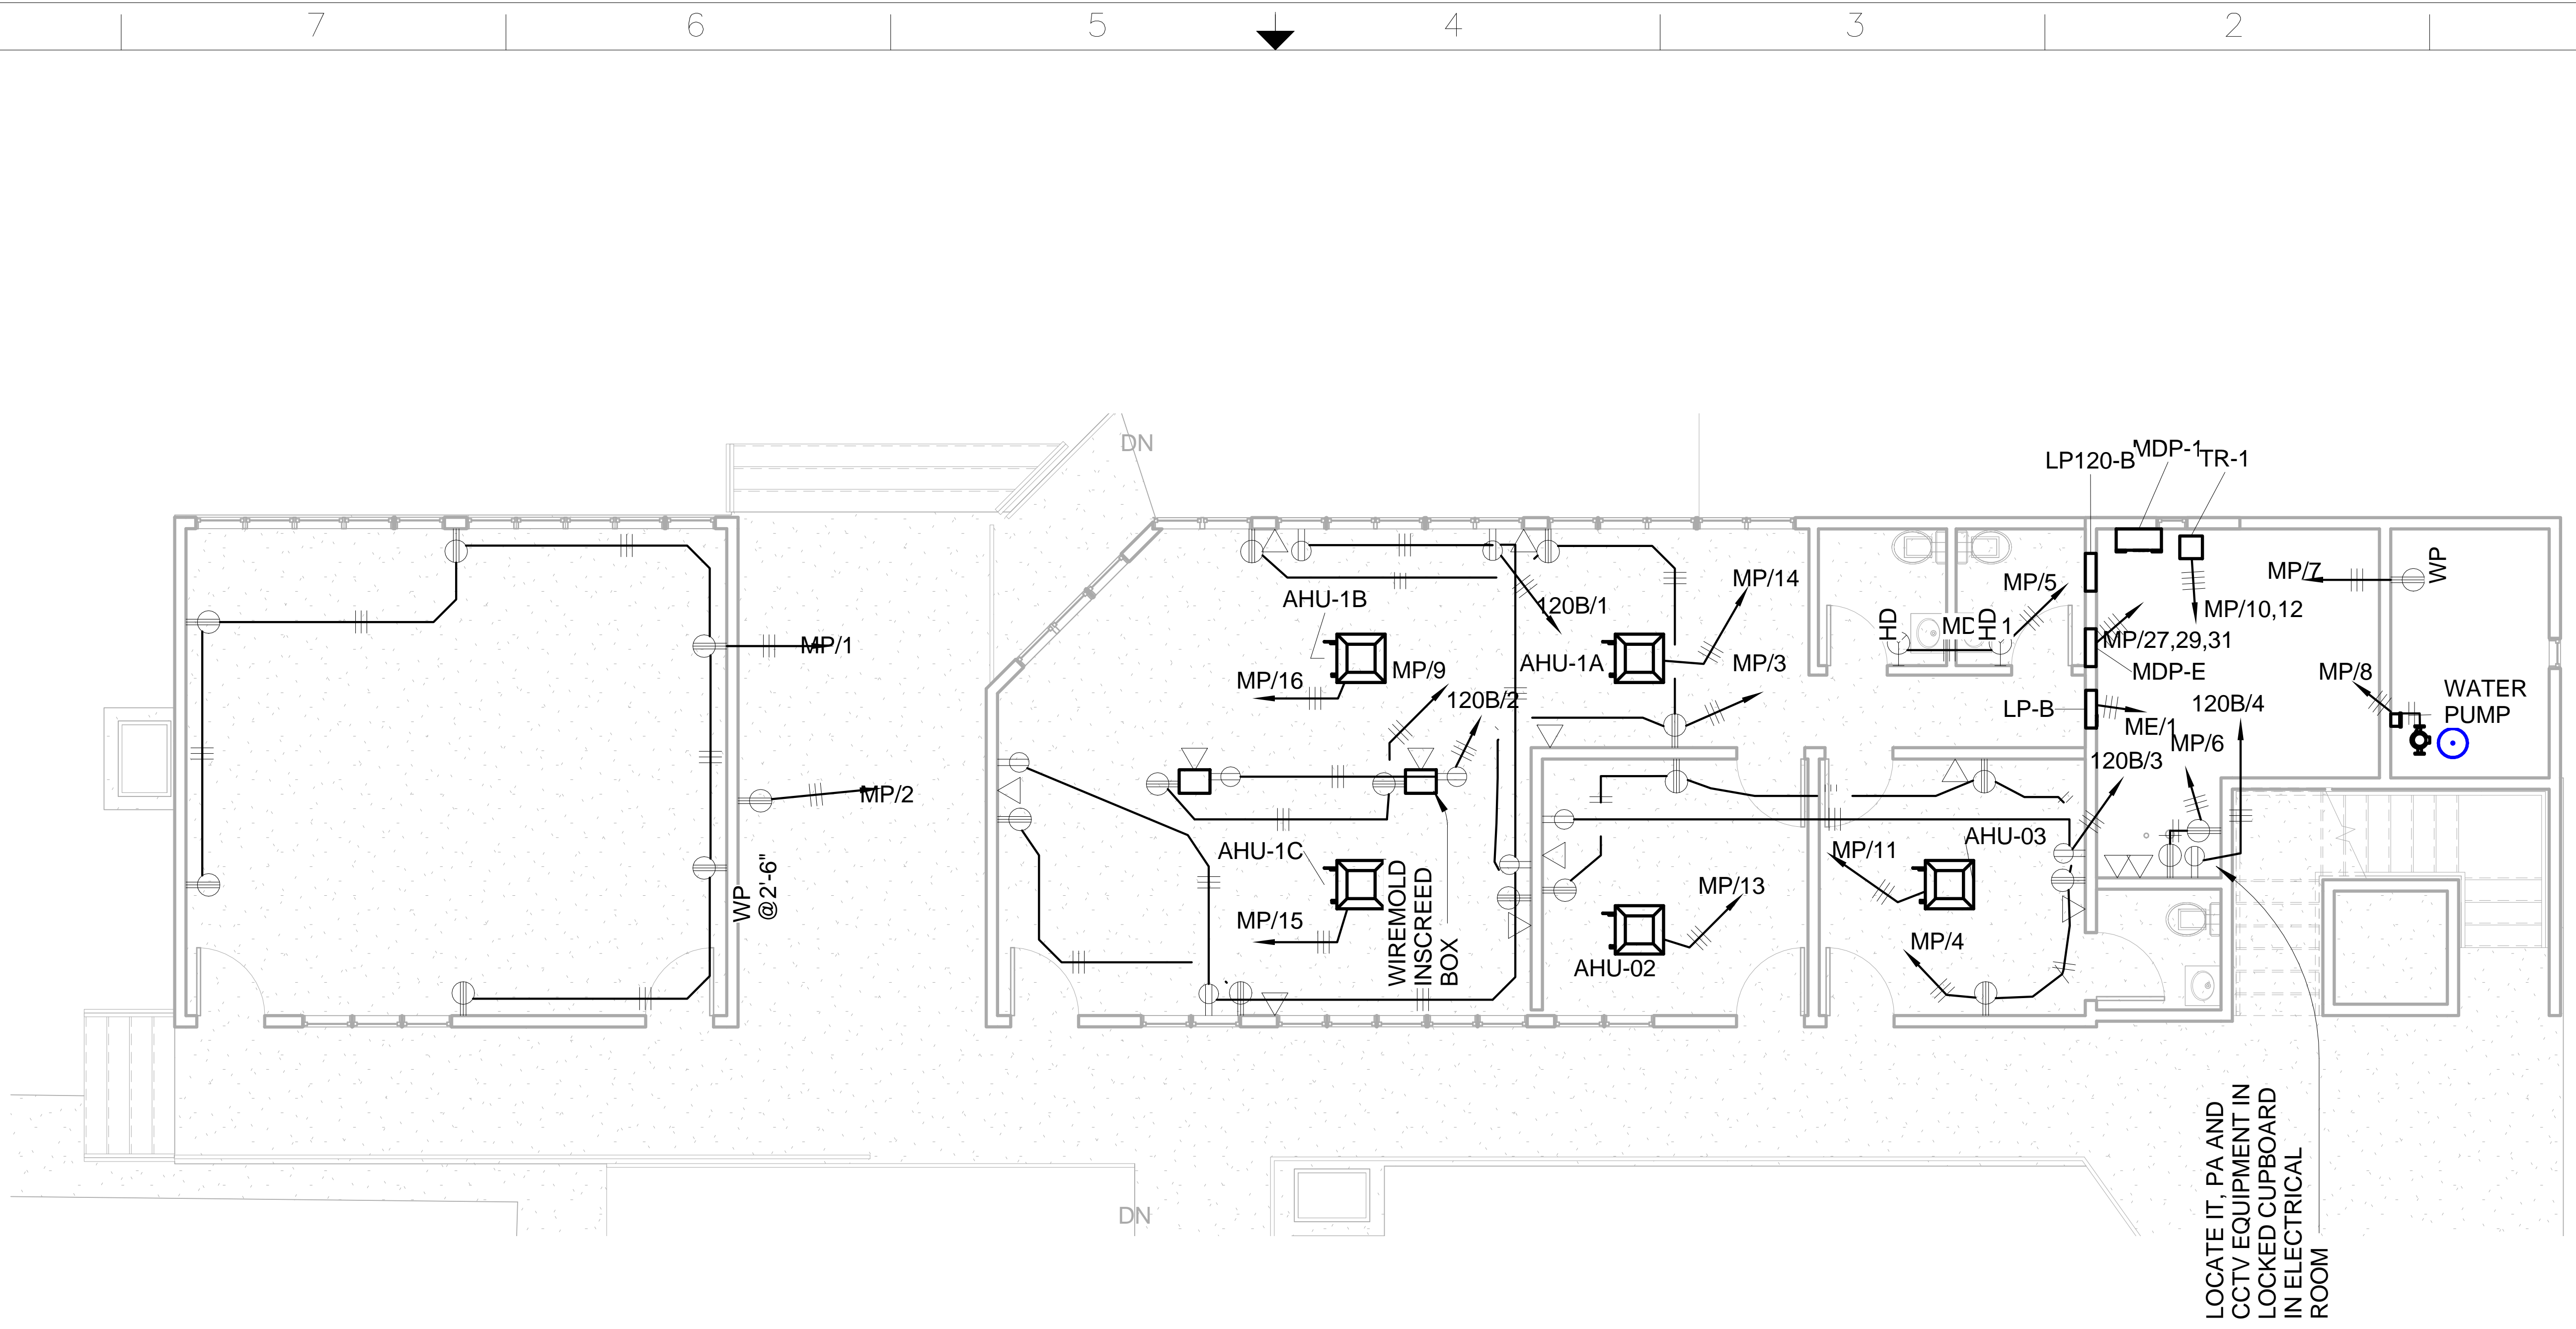 7
6
5
4
3
2
DN
LP120-B
MDP-1
TR-1
AHU-1B
120B/1
MP/14
MP/5
MP/7
WP
MP/10,12
HD
HD
MP/1
MP/27,29,31
MP/9
AHU-1A
MP/3
MDP-E
MP/8
MP/16
120B/2
LP-B
120B/4
WATER
PUMP
ME/1
MP/6
120B/3
MP/2
AHU-1C
MP/11
AHU-03
WP
@2'-6"
WIREMOLD
INSCREED
BOX
MP/13
MP/15
MP/4
AHU-02
DN
LOCATE IT, PA AND
CCTV EQUIPMENT IN
LOCKED CUPBOARD
IN ELECTRICAL
ROOM